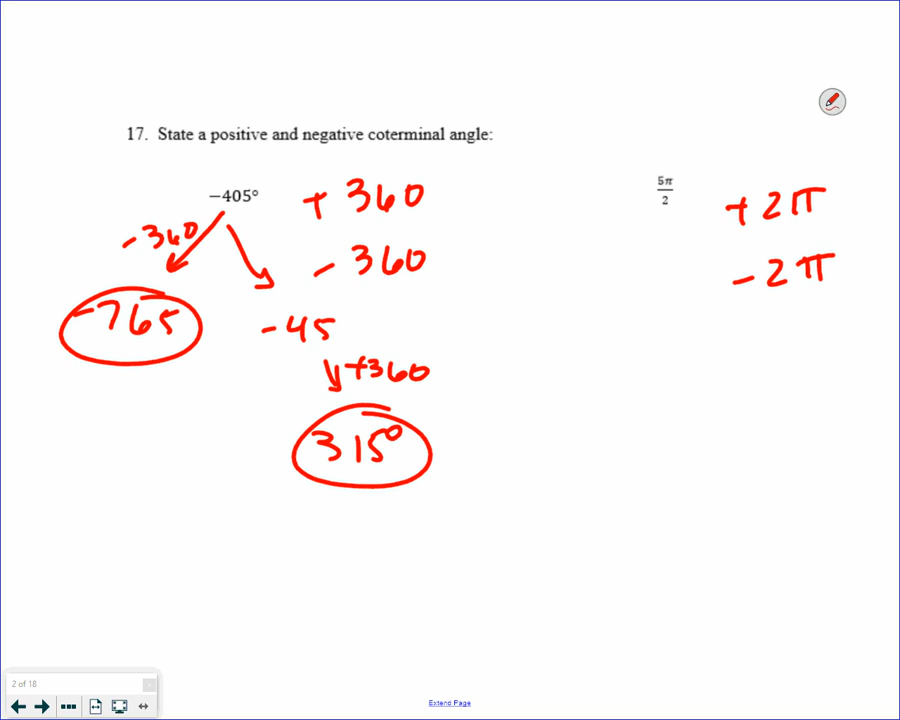 17. State a positive and negative coterminal angle:
−405°
+ 360
- 360
- 360
-765
-45
+360
315°
5π/2
+ 2π
- 2π
2 of 18
Extend Page